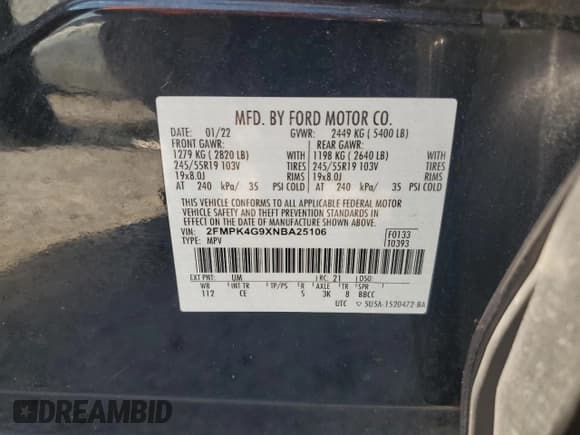 MFD. BY FORD MOTOR CO.
DATE: 01/22 GVWR: 2449 KG ( 5400 LB)
FRONT GAWR: REAR GAWR:
1279 KG ( 2820 LB) WITH 1198 KG ( 2640 LB) WITH
245/55R19 103V TIRES 245/55R19 103V TIRES
19x8.0J RIMS 19x8.0J RIMS
AT 240 kPa/ 35 PSI COLD AT 240 kPa/ 35 PSI COLD
THIS VEHICLE CONFORMS TO ALL APPLICABLE FEDERAL MOTOR
VEHICLE SAFETY AND THEFT PREVENTION STANDARDS IN
EFFECT ON THE DATE OF MANUFACTURE SHOWN ABOVE.
VIN: 2FMPK4G9XNBA25106 F0133
TYPE: MPV T0393
EXT PNT: UM RC: 21 DSO:
WB INT TR TP/PS R AXLE TR SPR
112 CE 5 3K 8 BBCC
UTC 5U5A-1520472-BA
DREAMBID